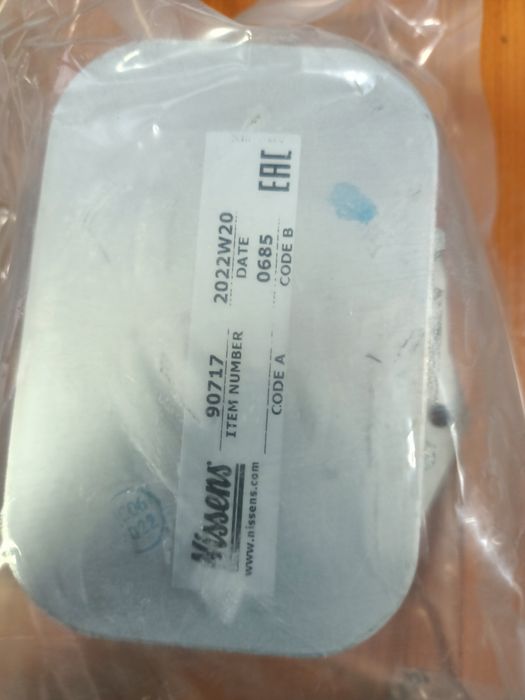 Nissens
www.nissens.com
90717
ITEM NUMBER
2022W20
DATE
CODE A
0685
CODE B
EAC